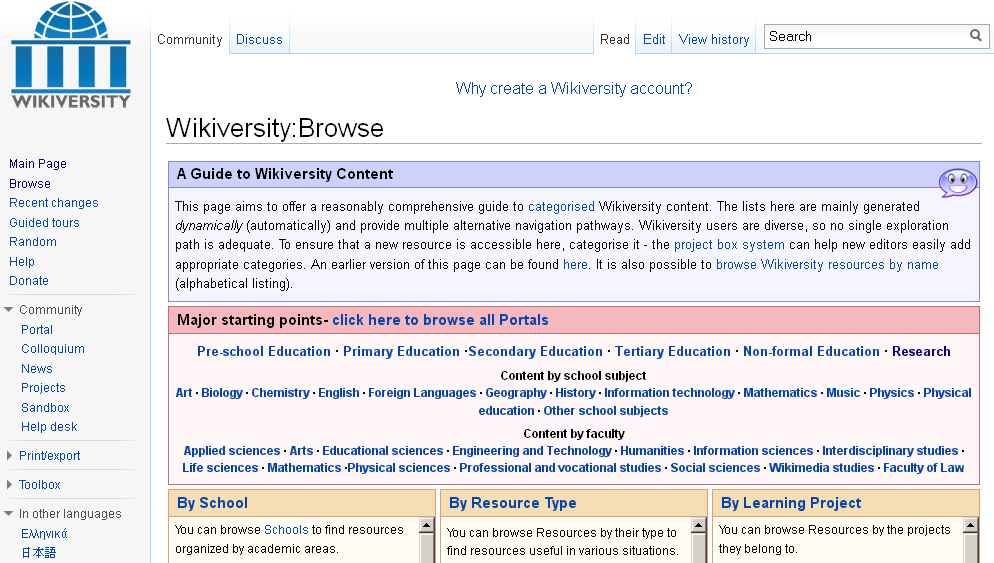 WIKIVERSITY
Main Page
Browse
Recent changes
Guided tours
Random
Help
Donate
Community
Portal
Colloquium
News
Projects
Sandbox
Help desk
Print/export
Toolbox
In other languages
Ελληνικά
日本語
Community
Discuss
Read
Edit
View history
Search
Why create a Wikiversity account?
Wikiversity:Browse
A Guide to Wikiversity Content
This page aims to offer a reasonably comprehensive guide to categorised Wikiversity content. The lists here are mainly generated
dynamically (automatically) and provide multiple alternative navigation pathways. Wikiversity users are diverse, so no single exploration
path is adequate. To ensure that a new resource is accessible here, categorise it - the project box system can help new editors easily add
appropriate categories. An earlier version of this page can be found here. It is also possible to browse Wikiversity resources by name
(alphabetical listing).
Major starting points- click here to browse all Portals
Pre-school Education · Primary Education ·Secondary Education · Tertiary Education · Non-formal Education · Research
Content by school subject
Art · Biology · Chemistry · English · Foreign Languages · Geography · History · Information technology · Mathematics · Music · Physics · Physical
education · Other school subjects
Content by faculty
Applied sciences · Arts · Educational sciences · Engineering and Technology · Humanities · Information sciences · Interdisciplinary studies ·
Life sciences · Mathematics ·Physical sciences · Professional and vocational studies · Social sciences · Wikimedia studies · Faculty of Law
By School
You can browse Schools to find resources
organized by academic areas.
By Resource Type
You can browse Resources by their type to
find resources useful in various situations.
By Learning Project
You can browse Resources by the projects
they belong to.